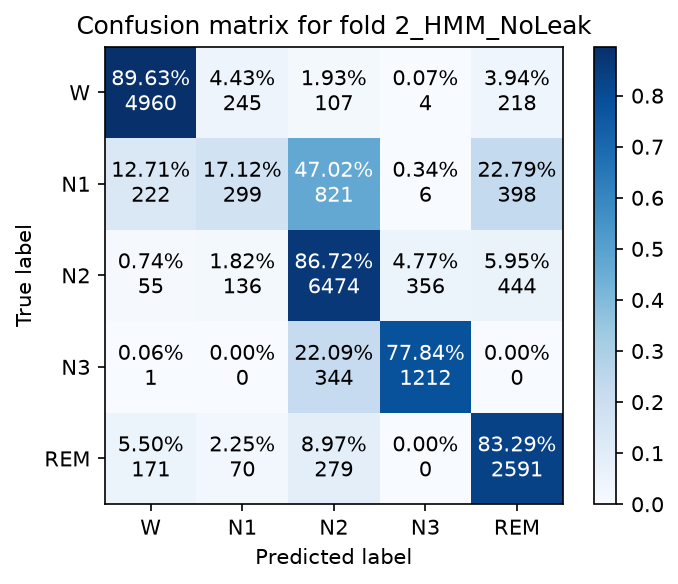 Confusion matrix for fold 2_HMM_NoLeak
W
89.63% 4.43% 1.93% 0.07% 3.94%
4960 245 107 4 218
N1
12.71% 17.12% 47.02% 0.34% 22.79%
222 299 821 6 398
N2
0.74% 1.82% 86.72% 4.77% 5.95%
55 136 6474 356 444
N3
0.06% 0.00% 22.09% 77.84% 0.00%
1 0 344 1212 0
REM
5.50% 2.25% 8.97% 0.00% 83.29%
171 70 279 0 2591
W N1 N2 N3 REM
Predicted label
True label
0.8
0.7
0.6
0.5
0.4
0.3
0.2
0.1
0.0